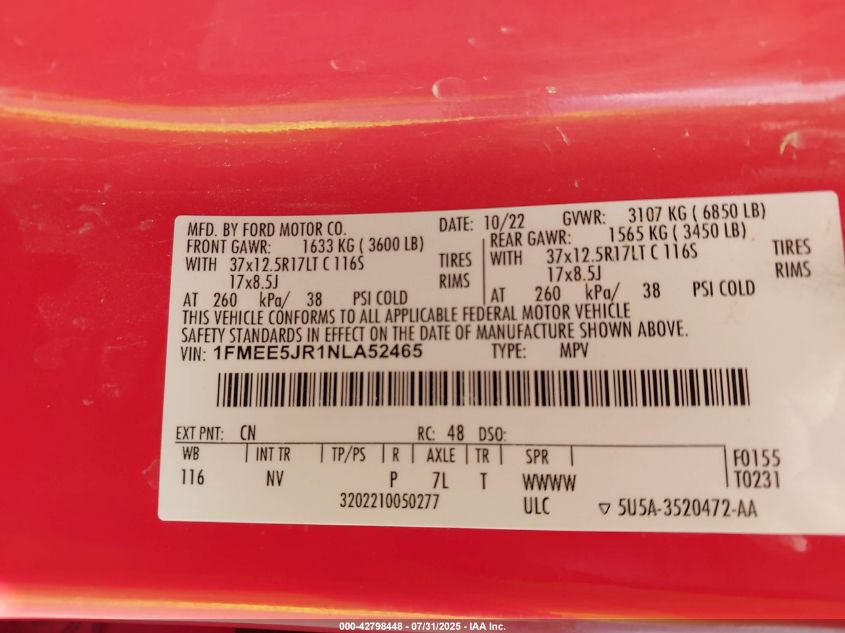 MFD. BY FORD MOTOR CO. DATE: 10/22 GVWR: 3107 KG ( 6850 LB)
FRONT GAWR: 1633 KG ( 3600 LB) REAR GAWR: 1565 KG ( 3450 LB)
WITH 37x12.5R17LT C 116S TIRES WITH 37x12.5R17LT C 116S TIRES
17x8.5J RIMS 17x8.5J RIMS
AT 260 kPa/ 38 PSI COLD AT 260 kPa/ 38 PSI COLD
THIS VEHICLE CONFORMS TO ALL APPLICABLE FEDERAL MOTOR VEHICLE
SAFETY STANDARDS IN EFFECT ON THE DATE OF MANUFACTURE SHOWN ABOVE.
VIN: 1FMEE5JR1NLA52465 TYPE: MPV
EXT PNT: CN RC: 48 DSO:
WB INT TR TP/PS R AXLE TR SPR F0155
116 NV P 7L T WWWW T0231
3202210050277 ULC ▽ 5U5A-3520472-AA
000-42798448 - 07/31/2025 - IAA Inc.